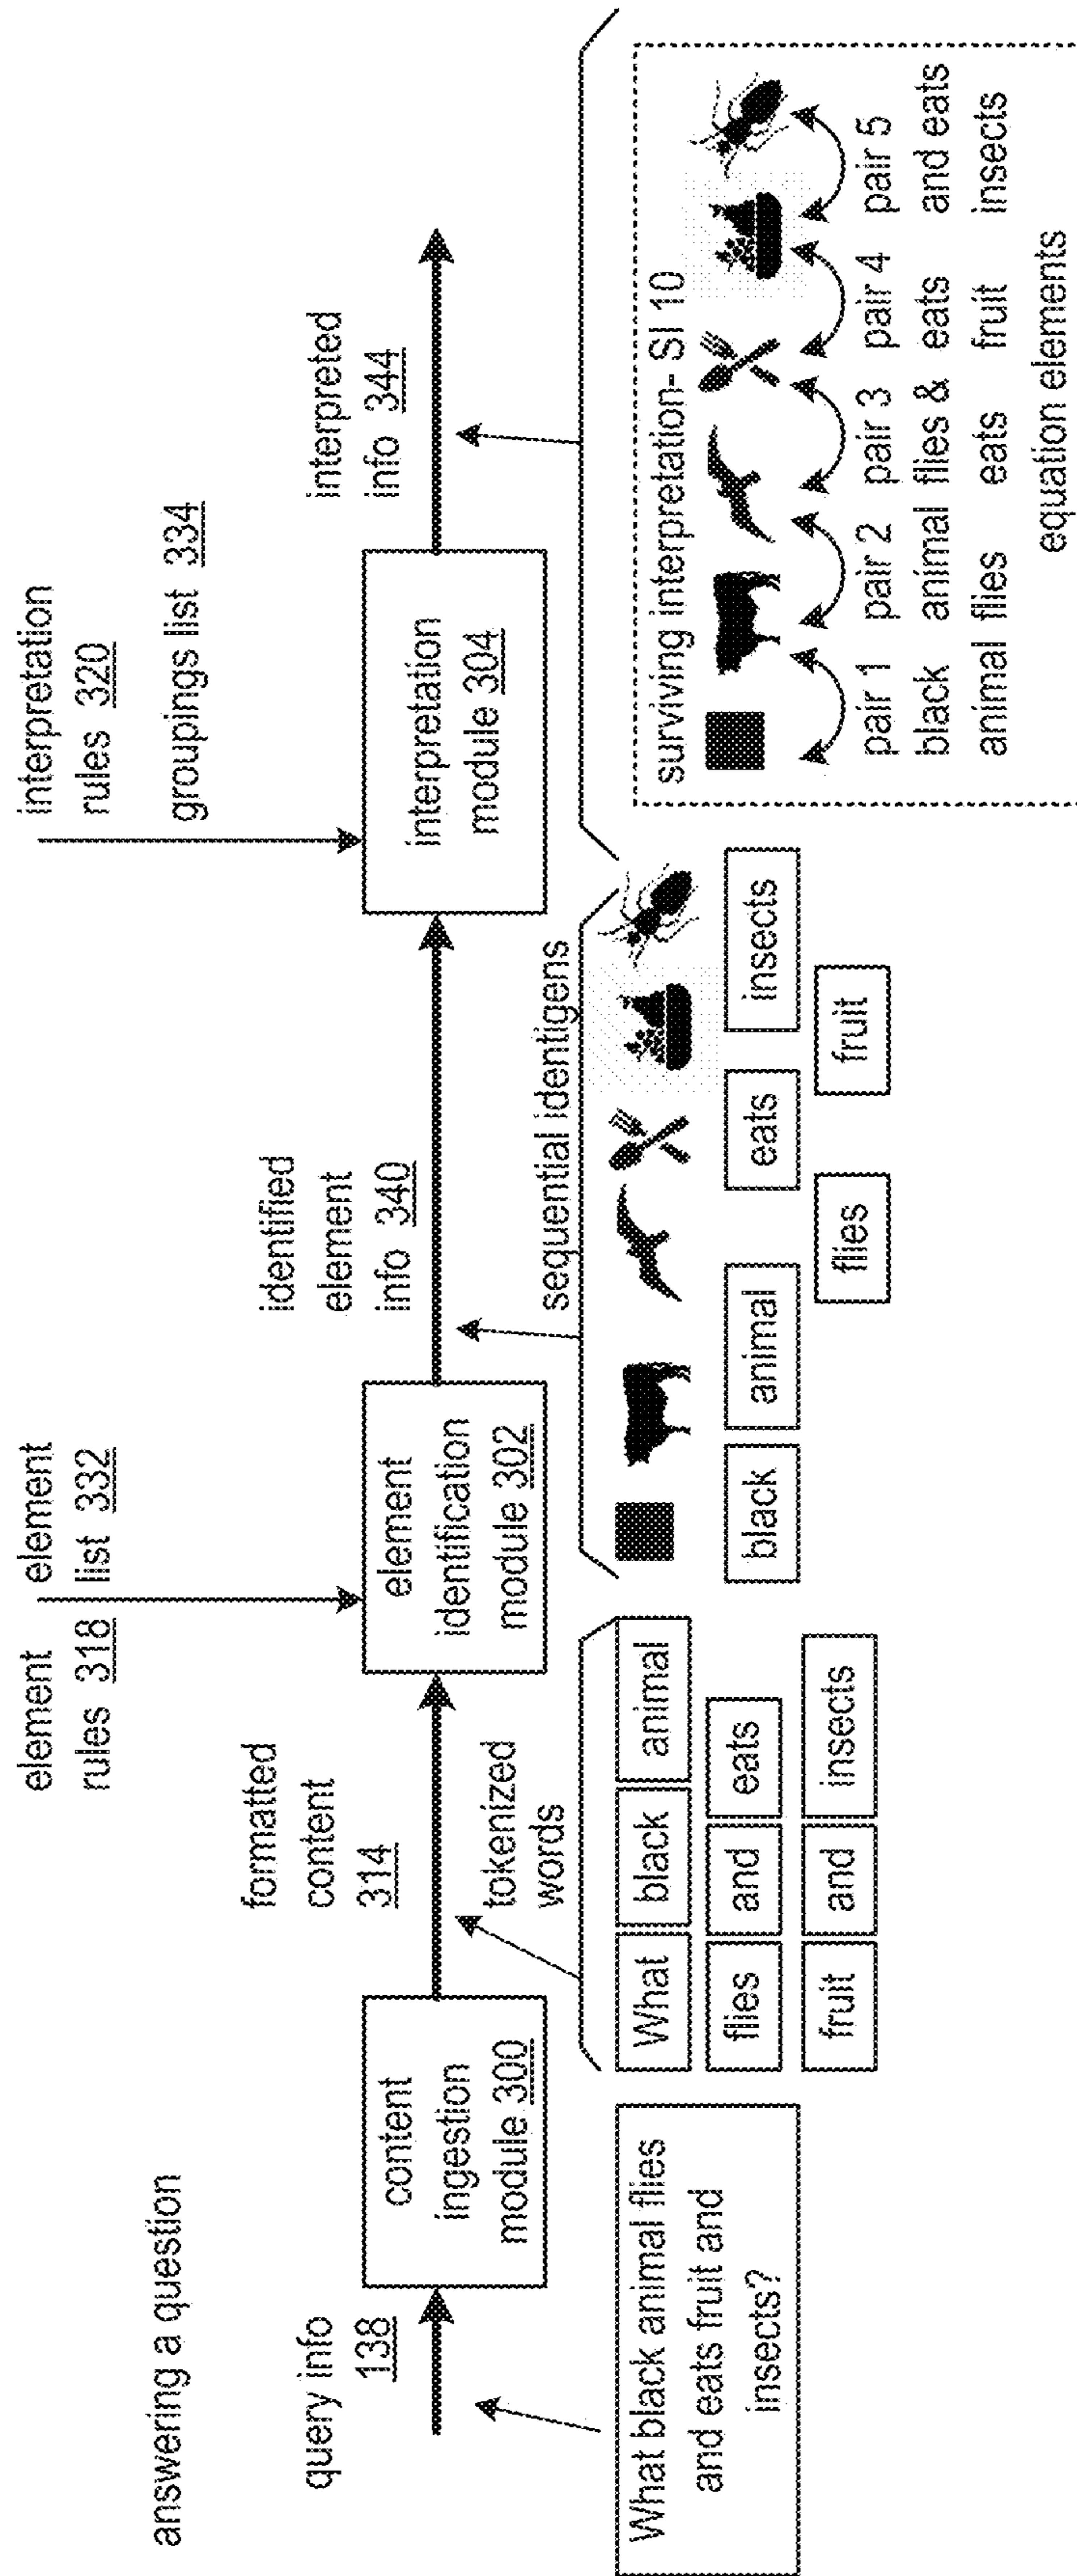 answering a question
query info
138
What black animal flies
and eats fruit and
insects?
content
ingestion
module 300
formatted
content
314
tokenized
words
What black animal
flies and eats
fruit and insects
element
rules 318
element
list 332
element
identification
module 302
identified
element
info 340
sequential identigens
black
animal
flies
eats
fruit
insects
interpretation
rules 320
groupings list 334
interpretation
module 304
interpreted
info 344
surviving interpretation- SI 10
pair 1 pair 2 pair 3 pair 4 pair 5
black animal flies & eats and eats
animal flies eats fruit insects
equation elements